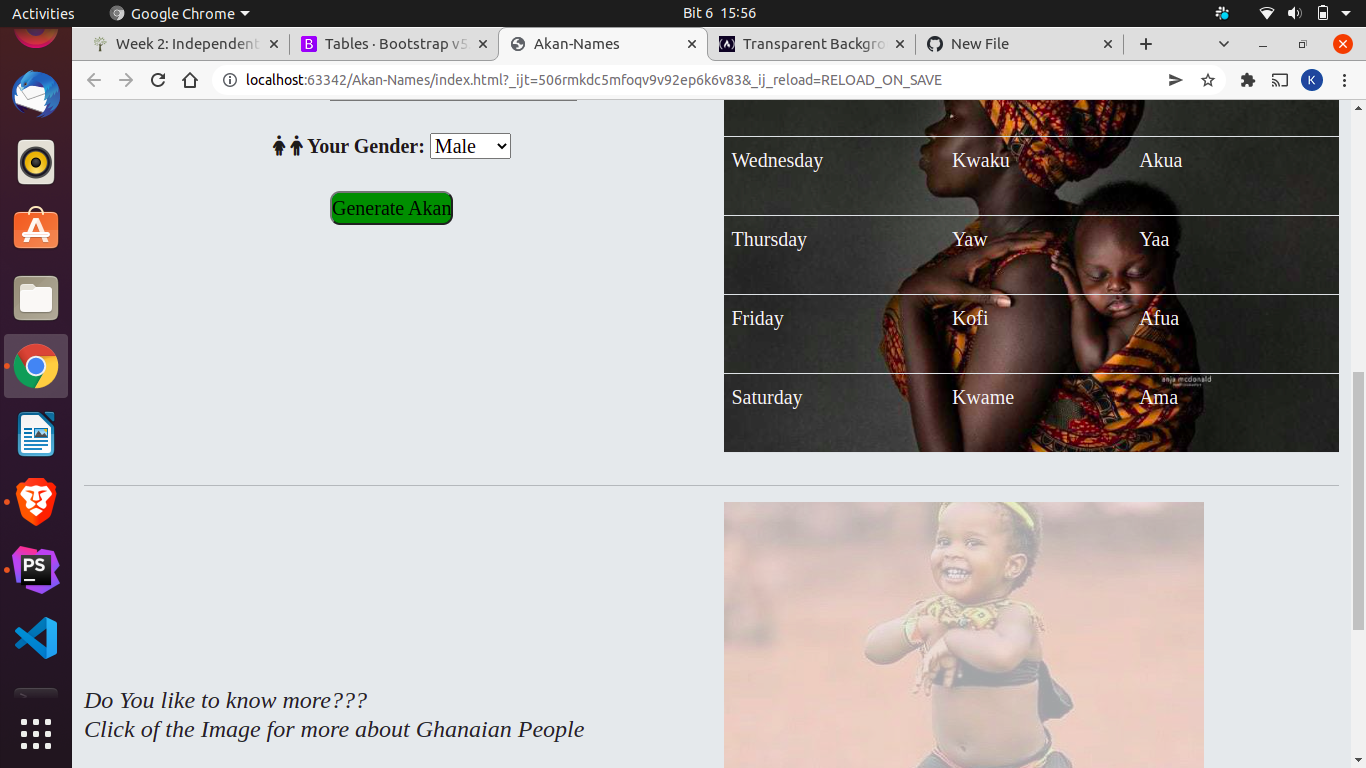 Activities
Google Chrome
Bit 6 15:56
Week 2: Independent
Tables · Bootstrap v5
Akan-Names
Transparent Backgro
New File
localhost:63342/Akan-Names/index.html?_ijt=506rmkdc5mfoqv9v92ep6k6v83&_ij_reload=RELOAD_ON_SAVE
K
Your Gender: Male
Generate Akan
Wednesday Kwaku Akua
Thursday Yaw Yaa
Friday Kofi Afua
Saturday Kwame Ama
anja mcdonald
PS
Do You like to know more???
Click of the Image for more about Ghanaian People